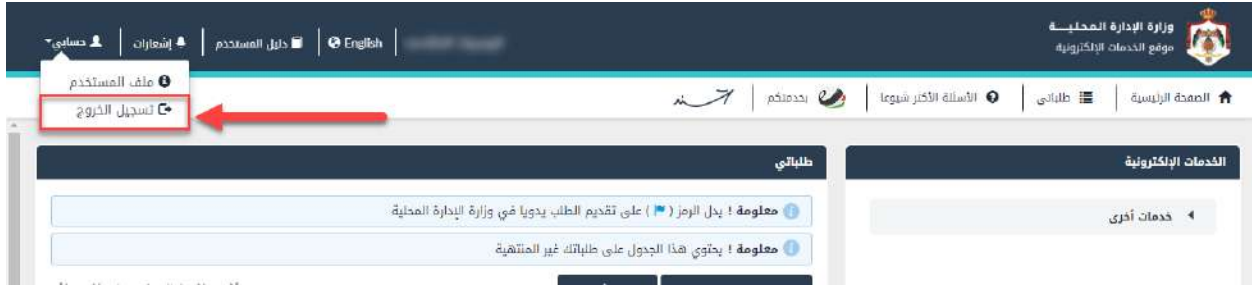 وزارة الإدارة المحليـــة
موقع الخدمات الإلكترونية
English
دليل المستخدم
إشعارات
حسابي
ملف المستخدم
تسجيل الخروج
الصفحة الرئيسية
طلباتي
الأسئلة الأكثر شيوعا
بخدمتكم
سند
الخدمات الإلكترونية
خدمات أخرى
طلباتي
معلومة ! يدل الرمز ( ) على تقديم الطلب يدويا في وزارة الإدارة المحلية
معلومة ! يحتوي هذا الجدول على طلباتك غير المنتهية